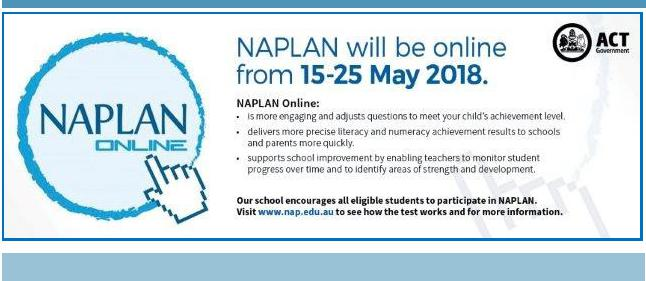 NAPLAN
ONLINE
NAPLAN will be online
from 15-25 May 2018.
ACT
Government
NAPLAN Online:
• is more engaging and adjusts questions to meet your child's achievement level.
• delivers more precise literacy and numeracy achievement results to schools
and parents more quickly.
• supports school improvement by enabling teachers to monitor student
progress over time and to identify areas of strength and development.
Our school encourages all eligible students to participate in NAPLAN.
Visit www.nap.edu.au to see how the test works and for more information.